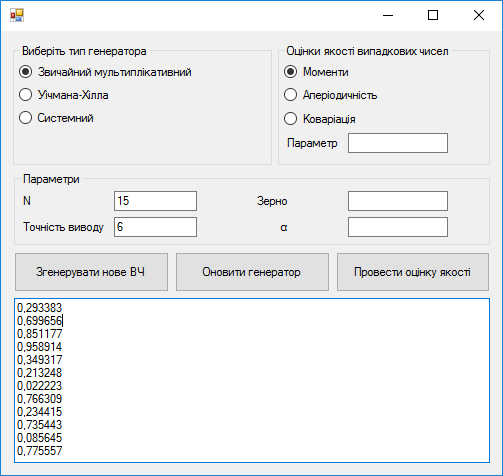 Виберіть тип генератора
Звичайний мультиплікативний
Уічмана-Хілла
Системний
Оцінки якості випадкових чисел
Моменти
Аперіодичність
Коваріація
Параметр
Параметри
N 15 Зерно
Точність виводу 6 α
Згенерувати нове ВЧ Оновити генератор Провести оцінку якості
0,293383
0,699656
0,851177
0,958914
0,349317
0,213248
0,022223
0,766309
0,234415
0,735443
0,085645
0,775557